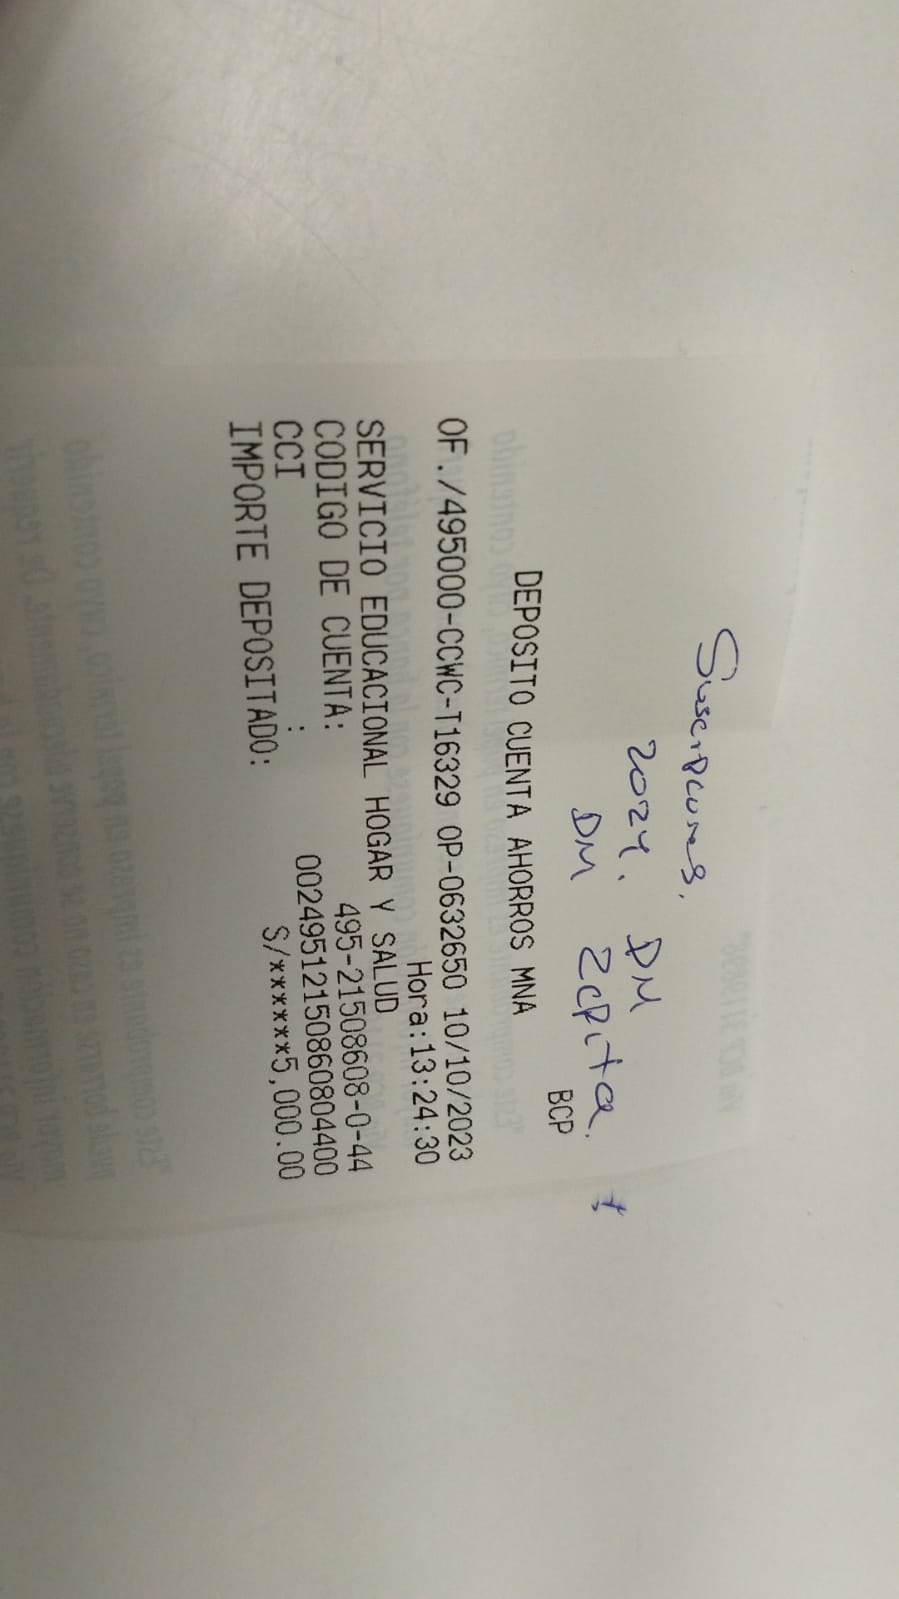 Suscripciones.
2024. DM
DM Zepita.
BCP
DEPOSITO CUENTA AHORROS MNA
OF./495000-CCWC-T16329 OP-0632650 10/10/2023
Hora:13:24:30
SERVICIO EDUCACIONAL HOGAR Y SALUD
CODIGO DE CUENTA: 495-21508608-0-44
CCI : 00249512150860804400
IMPORTE DEPOSITADO: S/******5,000.00